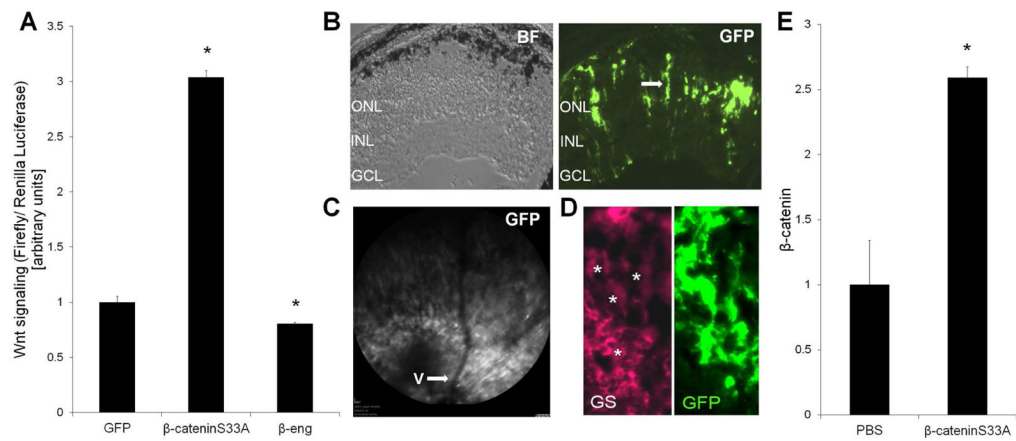 A
Wnt signaling (Firefly/ Renilla Luciferase)
[arbitrary units]
4
3.5
3
2.5
2
1.5
1
0.5
0
*
*
GFP
β-cateninS33A
β-eng
B
BF
ONL
INL
GCL
GFP
ONL
INL
GCL
C
GFP
V
D
*
*
*
*
GS
GFP
E
β-catenin
3
2.5
2
1.5
1
0.5
0
*
PBS
β-cateninS33A